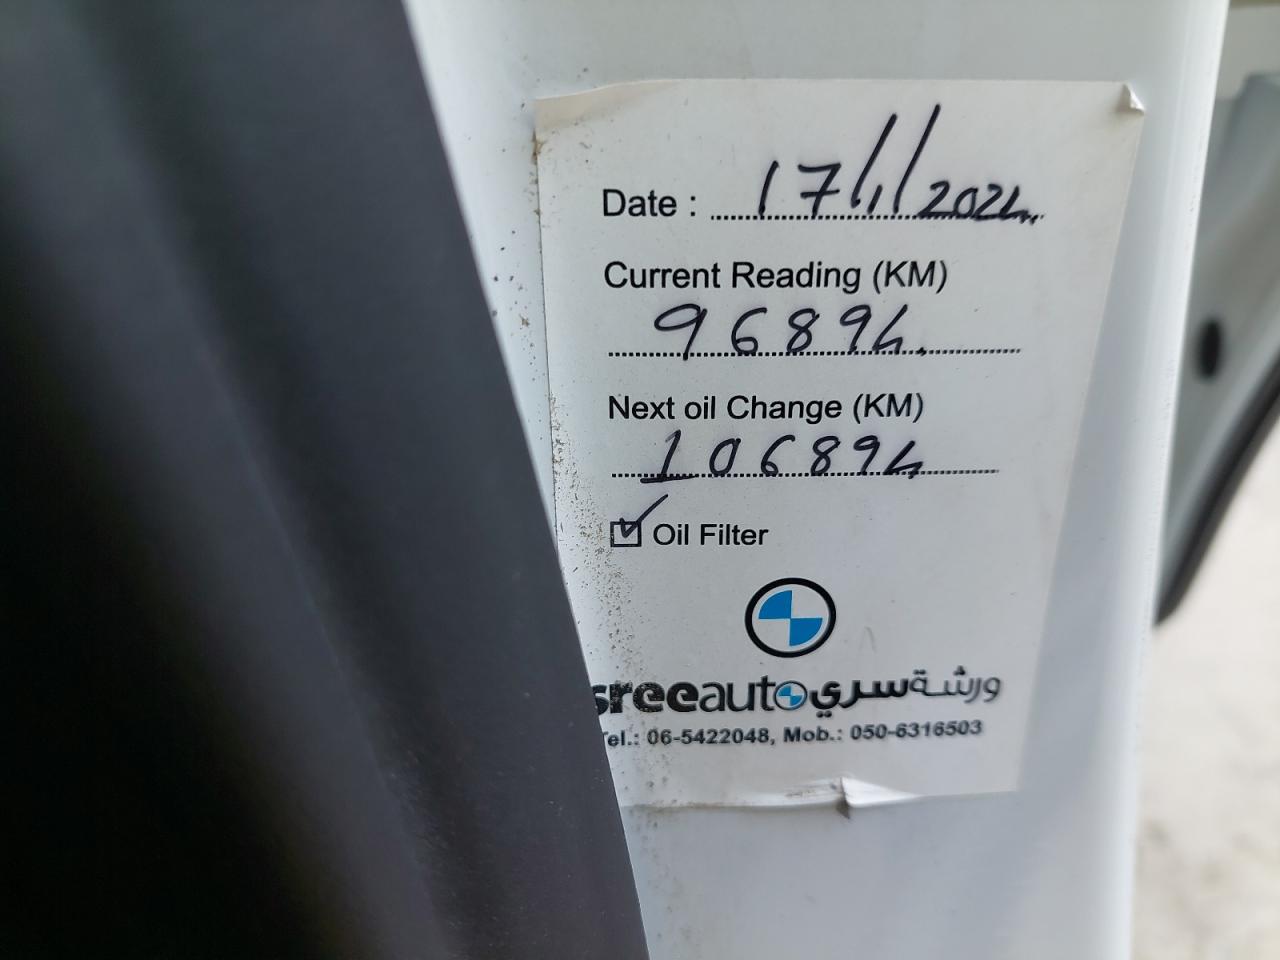 Date : 17/1/2024
Current Reading (KM)
96894
Next oil Change (KM)
106894
Oil Filter
sreeauto ورشة سري
Tel.: 06-5422048, Mob.: 050-6316503